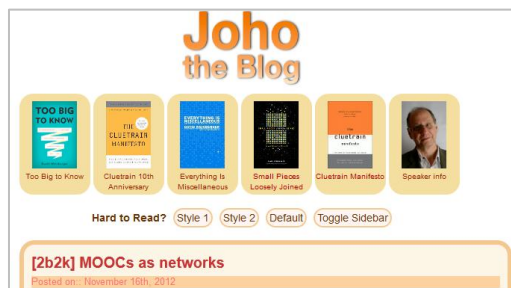 Joho
the Blog
TOO BIG
TO KNOW
THE
CLUETRAIN
MANIFESTO
EVERYTHING IS
MISCELLANEOUS
the
cluetrain
manifesto
Too Big to Know
Cluetrain 10th
Anniversary
Everything Is
Miscellaneous
Small Pieces
Loosely Joined
Cluetrain Manifesto
Speaker info
Hard to Read? Style 1 Style 2 Default Toggle Sidebar
[2b2k] MOOCs as networks
Posted on:: November 16th, 2012